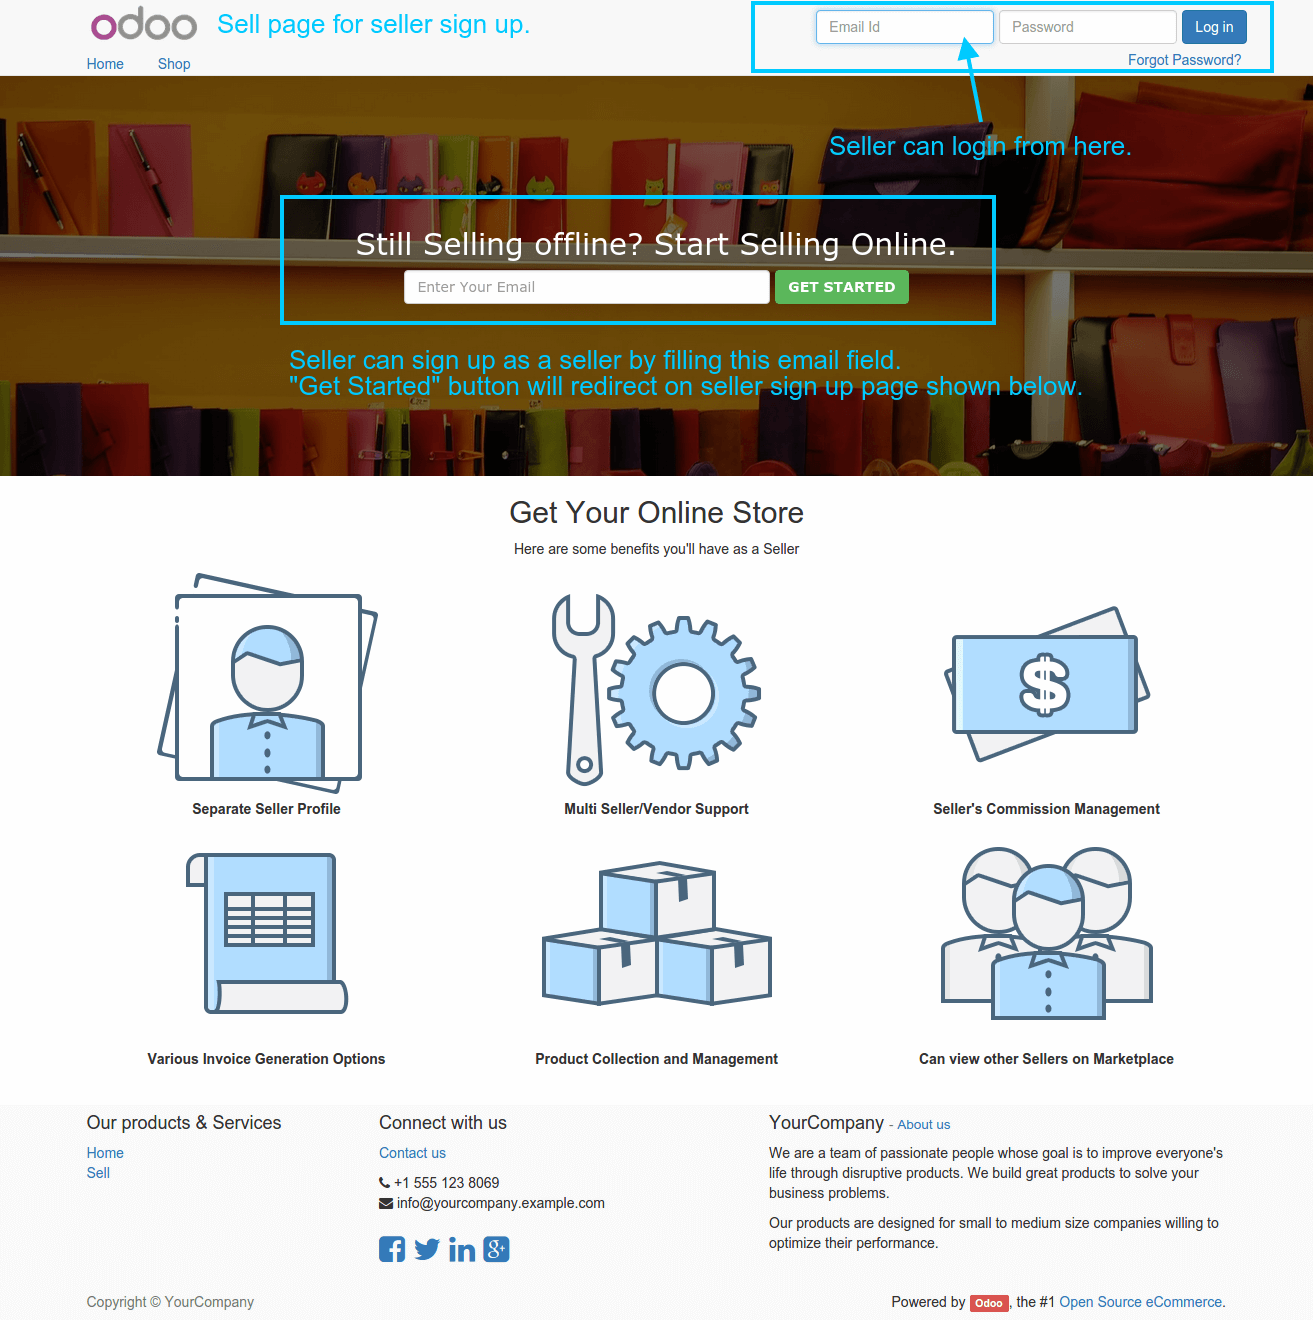 odoo
Sell page for seller sign up.
Email Id
Password
Log in
Forgot Password?
Home
Shop
Seller can login from here.
Still Selling offline? Start Selling Online.
Enter Your Email
GET STARTED
Seller can sign up as a seller by filling this email field.
"Get Started" button will redirect on seller sign up page shown below.
Get Your Online Store
Here are some benefits you'll have as a Seller
$
Separate Seller Profile
Multi Seller/Vendor Support
Seller's Commission Management
Various Invoice Generation Options
Product Collection and Management
Can view other Sellers on Marketplace
Our products & Services
Home
Sell
Connect with us
Contact us
+1 555 123 8069
info@yourcompany.example.com
YourCompany - About us
We are a team of passionate people whose goal is to improve everyone's
life through disruptive products. We build great products to solve your
business problems.
Our products are designed for small to medium size companies willing to
optimize their performance.
Copyright © YourCompany
Powered by Odoo, the #1 Open Source eCommerce.